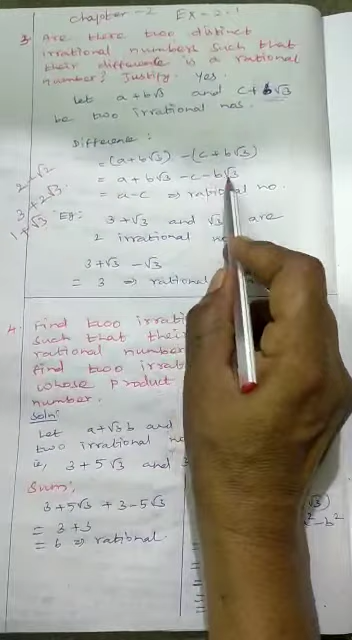 Chapter-2 Ex-2.1
3. Are there two distinct
irrational numbers such that
their difference is a rational
number? Justify. Yes.
Let a+b√3 and c+b√3
be two irrational nos.
Difference:
= (a+b√3) -(c+b√3)
= a+b√3 -c-b√3
= a-c ⇒ rational no.
2-√2
3+2√3
1+√3
Eg: 3+√3 and √3 are
2 irrational
3+√3 -√3
= 3 ⇒ rational
4. Find two
such that their
rational number
find two
whose product
number.
Soln:
Let a+√3 b and
two irrational
ie, 3+5√3 and
Sum;
3+5√3 +3-5√3
= 3+3
= 6 ⇒ rational.
√3)
-b²
=
=
=
=
=